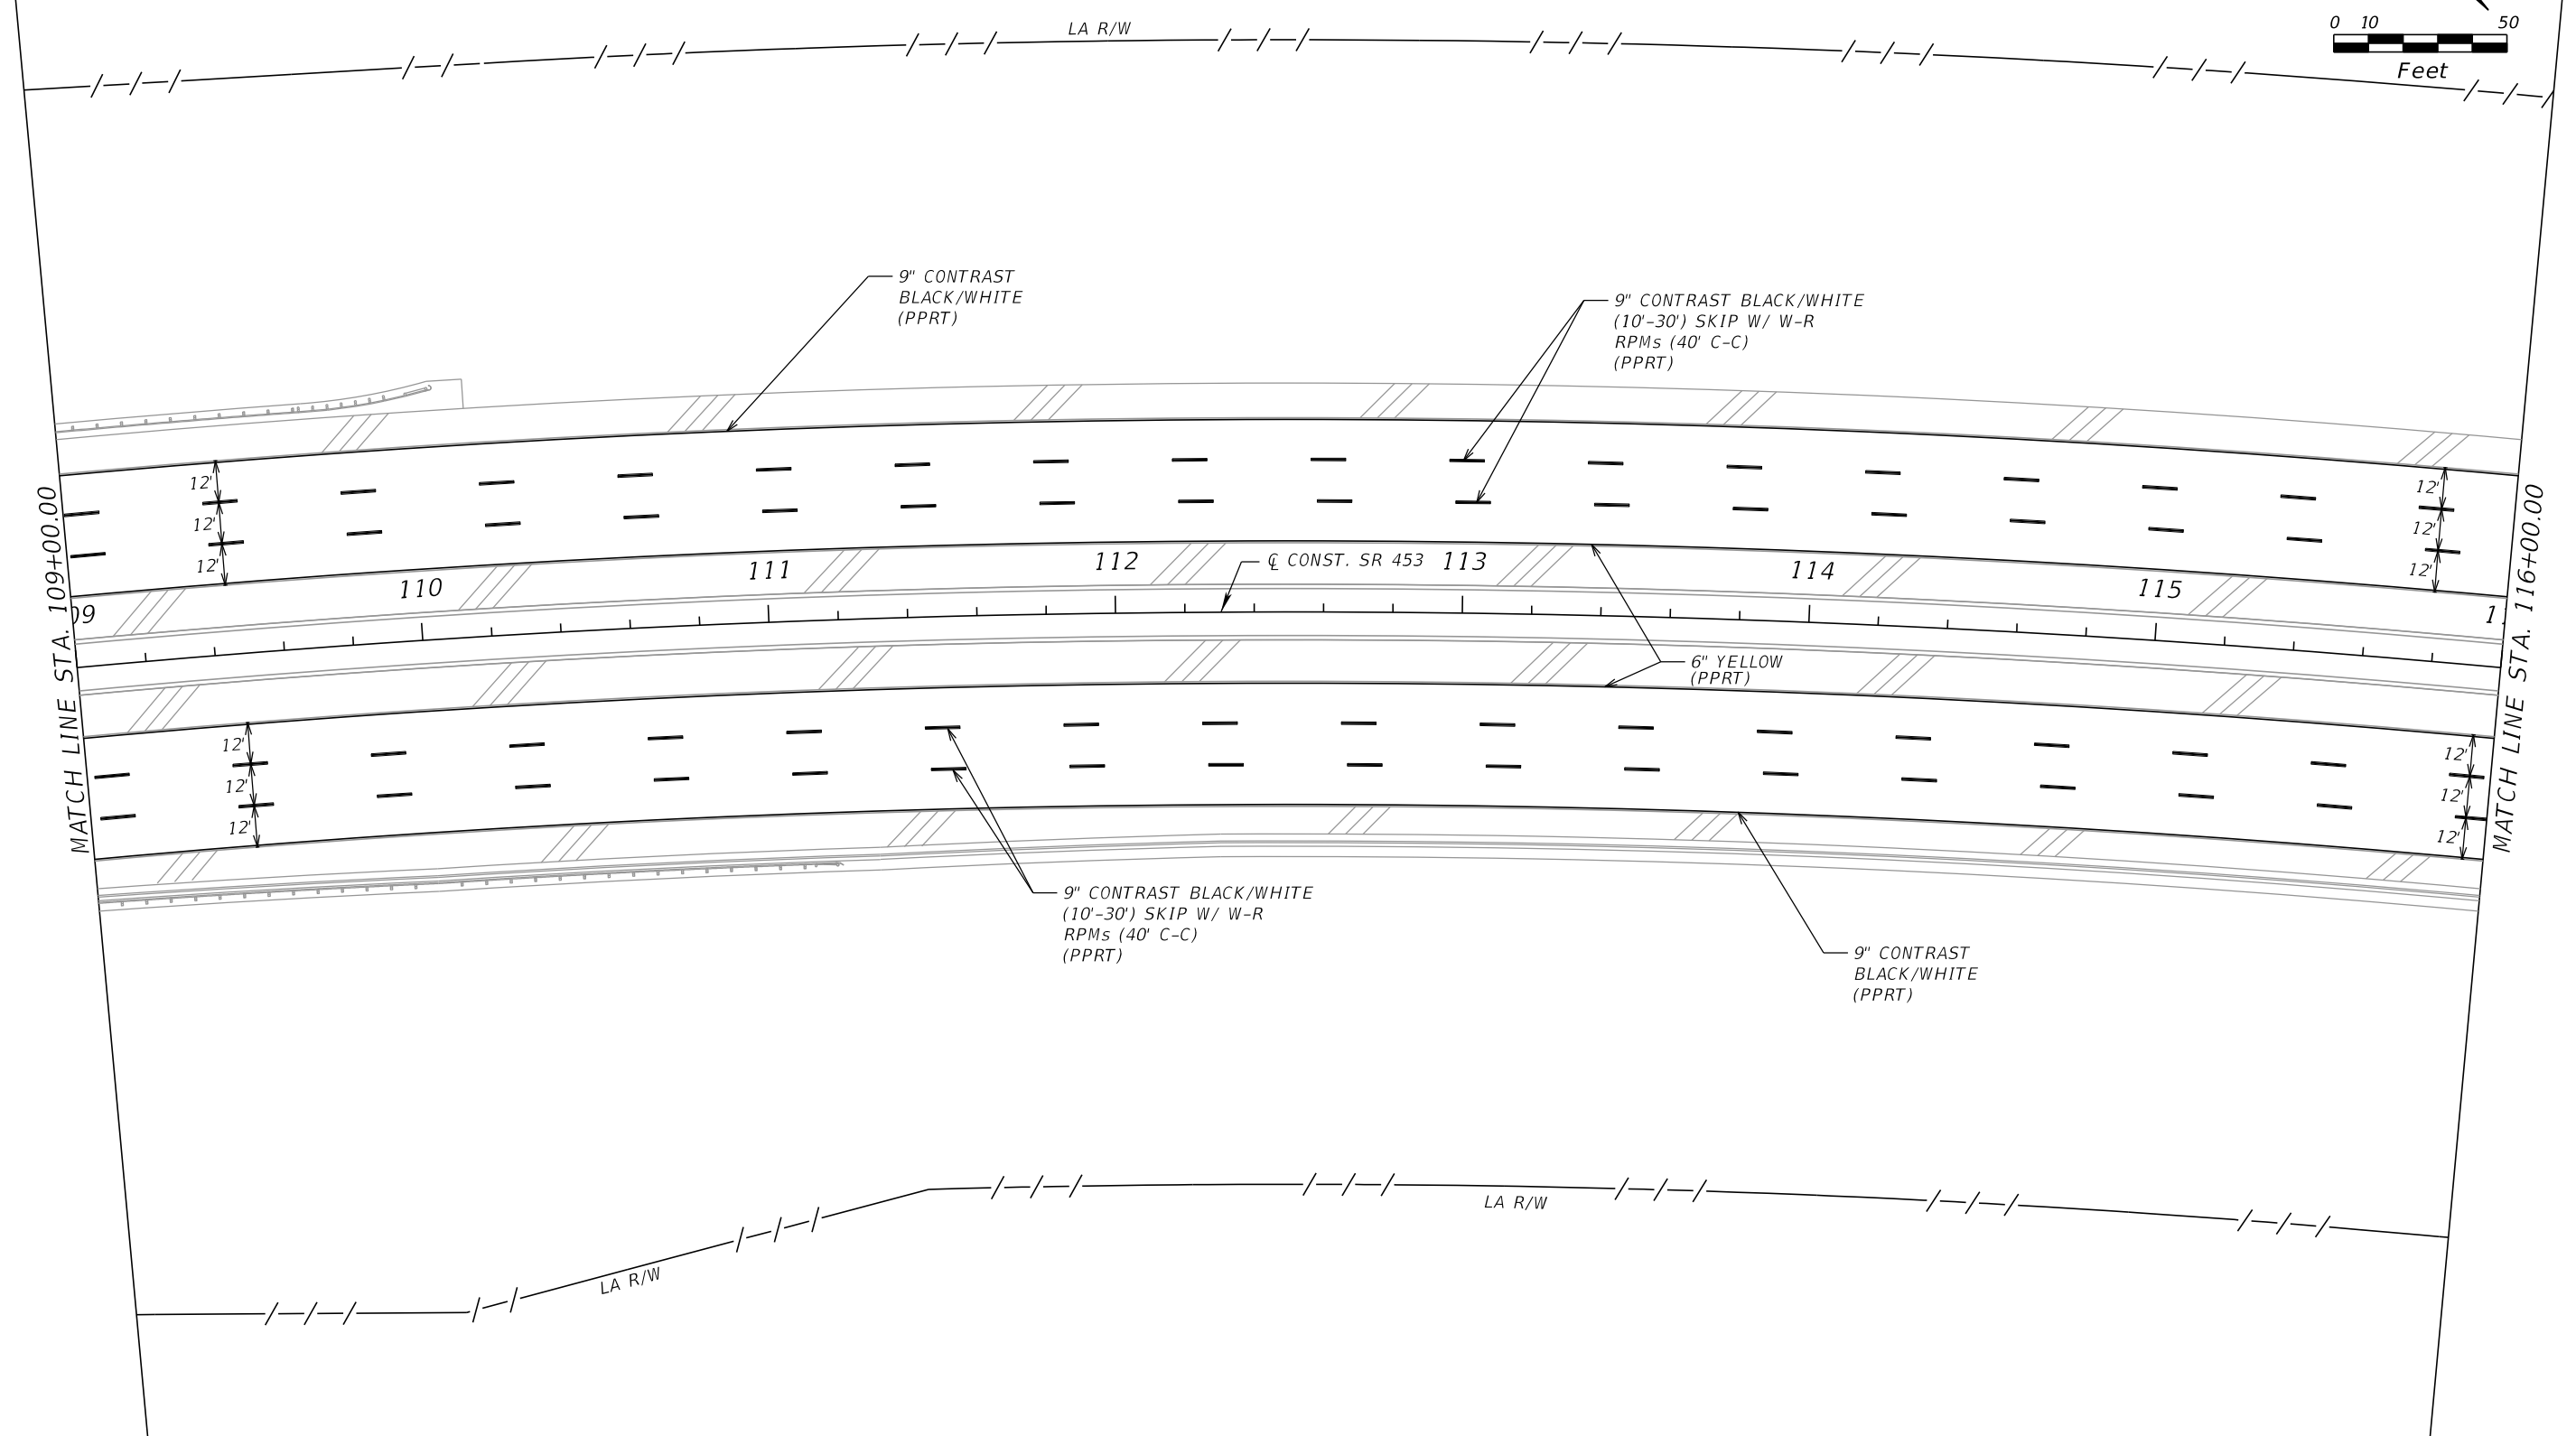 LA R/W
0 10 50
Feet
9" CONTRAST
BLACK/WHITE
(PPRT)
9" CONTRAST BLACK/WHITE
(10'-30') SKIP W/ W-R
RPMs (40' C-C)
(PPRT)
12'
12'
12'
12'
12'
12'
MATCH LINE STA. 109+00.00
MATCH LINE STA. 116+00.00
09
110
111
112
℄ CONST. SR 453
113
114
115
6" YELLOW
(PPRT)
12'
12'
12'
12'
12'
12'
9" CONTRAST BLACK/WHITE
(10'-30') SKIP W/ W-R
RPMs (40' C-C)
(PPRT)
9" CONTRAST
BLACK/WHITE
(PPRT)
LA R/W
LA R/W